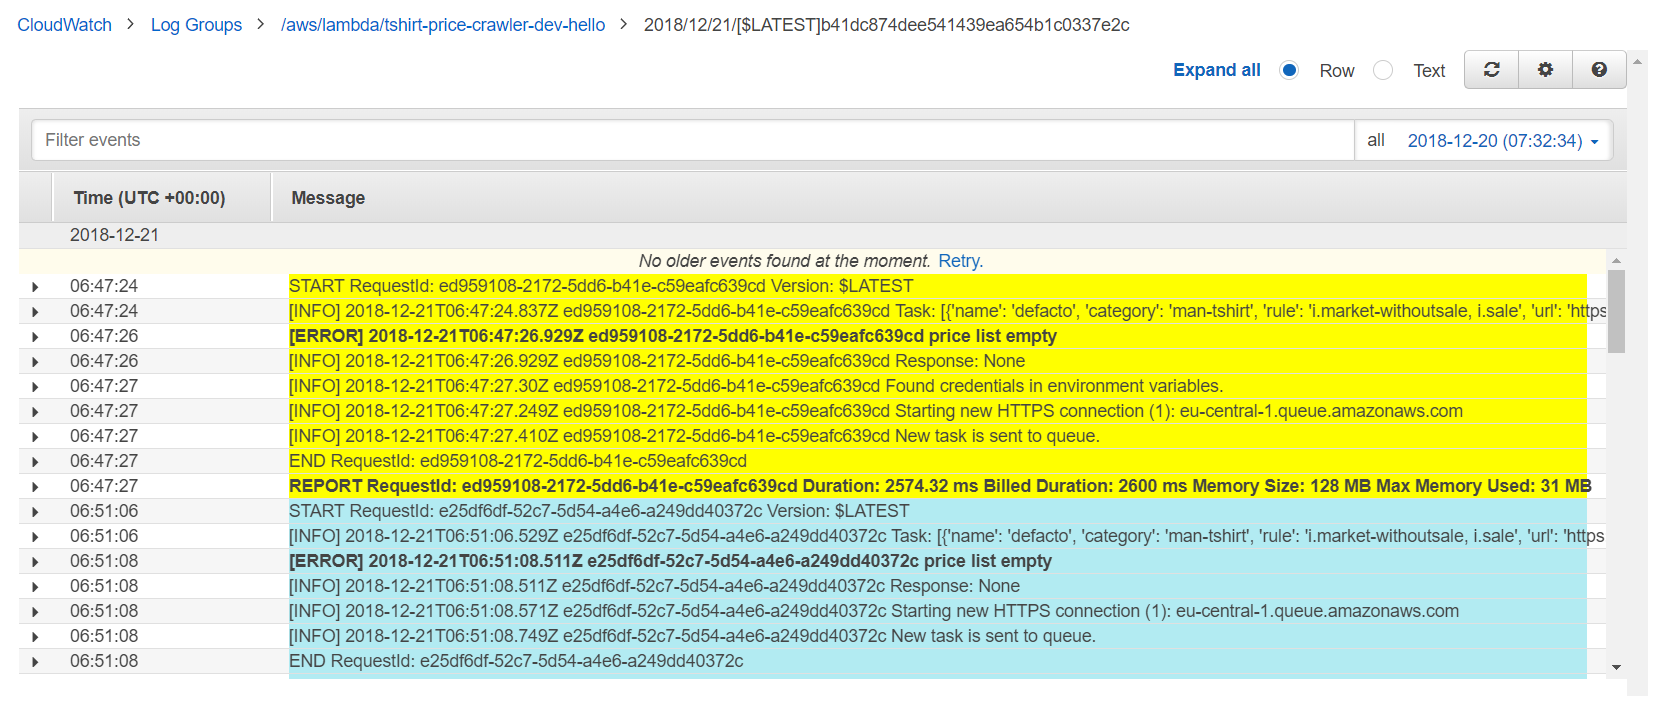 CloudWatch > Log Groups > /aws/lambda/tshirt-price-crawler-dev-hello > 2018/12/21/[$LATEST]b41dc874dee541439ea654b1c0337e2c
Expand all Row Text
Filter events all 2018-12-20 (07:32:34)
Time (UTC +00:00) Message
2018-12-21
No older events found at the moment. Retry.
06:47:24 START RequestId: ed959108-2172-5dd6-b41e-c59eafc639cd Version: $LATEST
06:47:24 [INFO] 2018-12-21T06:47:24.837Z ed959108-2172-5dd6-b41e-c59eafc639cd Task: [{'name': 'defacto', 'category': 'man-tshirt', 'rule': 'i.market-withoutsale, i.sale', 'url': 'https
06:47:26 [ERROR] 2018-12-21T06:47:26.929Z ed959108-2172-5dd6-b41e-c59eafc639cd price list empty
06:47:26 [INFO] 2018-12-21T06:47:26.929Z ed959108-2172-5dd6-b41e-c59eafc639cd Response: None
06:47:27 [INFO] 2018-12-21T06:47:27.30Z ed959108-2172-5dd6-b41e-c59eafc639cd Found credentials in environment variables.
06:47:27 [INFO] 2018-12-21T06:47:27.249Z ed959108-2172-5dd6-b41e-c59eafc639cd Starting new HTTPS connection (1): eu-central-1.queue.amazonaws.com
06:47:27 [INFO] 2018-12-21T06:47:27.410Z ed959108-2172-5dd6-b41e-c59eafc639cd New task is sent to queue.
06:47:27 END RequestId: ed959108-2172-5dd6-b41e-c59eafc639cd
06:47:27 REPORT RequestId: ed959108-2172-5dd6-b41e-c59eafc639cd Duration: 2574.32 ms Billed Duration: 2600 ms Memory Size: 128 MB Max Memory Used: 31 MB
06:51:06 START RequestId: e25df6df-52c7-5d54-a4e6-a249dd40372c Version: $LATEST
06:51:06 [INFO] 2018-12-21T06:51:06.529Z e25df6df-52c7-5d54-a4e6-a249dd40372c Task: [{'name': 'defacto', 'category': 'man-tshirt', 'rule': 'i.market-withoutsale, i.sale', 'url': 'https
06:51:08 [ERROR] 2018-12-21T06:51:08.511Z e25df6df-52c7-5d54-a4e6-a249dd40372c price list empty
06:51:08 [INFO] 2018-12-21T06:51:08.511Z e25df6df-52c7-5d54-a4e6-a249dd40372c Response: None
06:51:08 [INFO] 2018-12-21T06:51:08.571Z e25df6df-52c7-5d54-a4e6-a249dd40372c Starting new HTTPS connection (1): eu-central-1.queue.amazonaws.com
06:51:08 [INFO] 2018-12-21T06:51:08.749Z e25df6df-52c7-5d54-a4e6-a249dd40372c New task is sent to queue.
06:51:08 END RequestId: e25df6df-52c7-5d54-a4e6-a249dd40372c